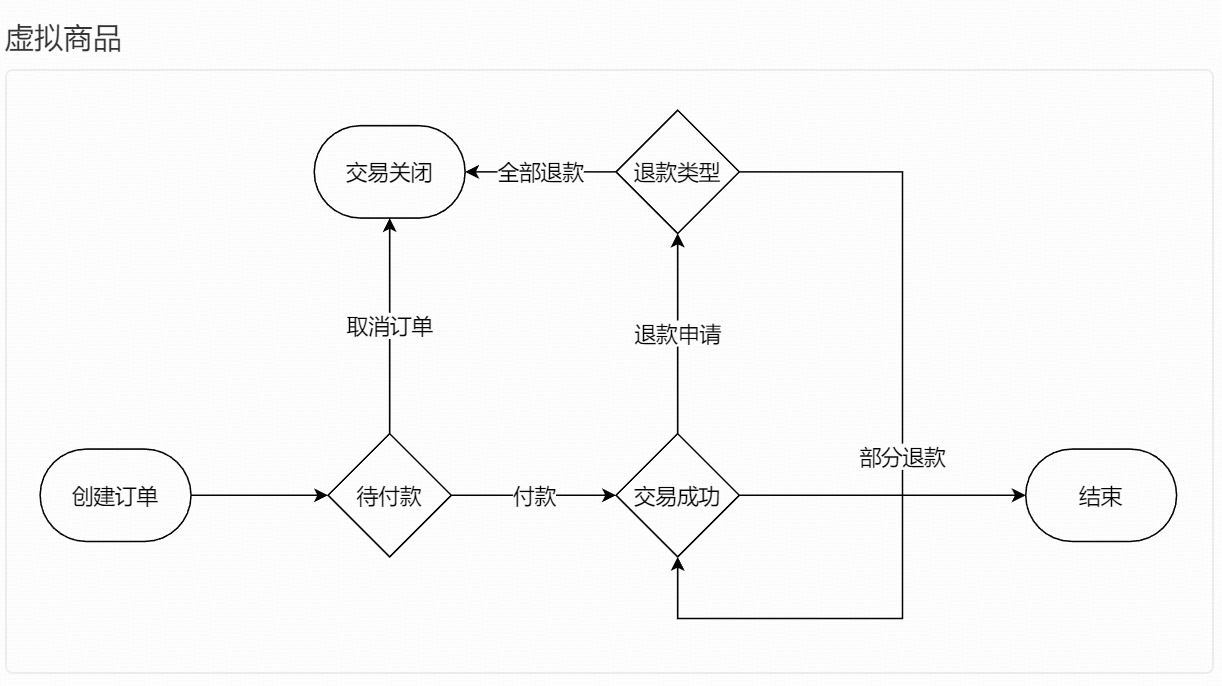 虚拟商品
交易关闭
全部退款
退款类型
取消订单
退款申请
部分退款
创建订单
待付款
付款
交易成功
结束